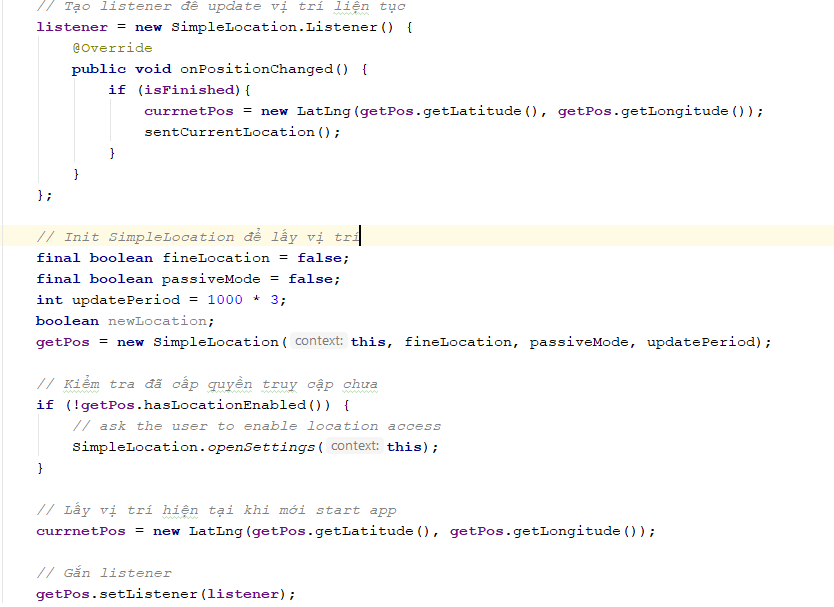 // Tạo listener để update vị trí liện tục
listener = new SimpleLocation.Listener() {
@Override
public void onPositionChanged() {
if (isFinished){
currnetPos = new LatLng(getPos.getLatitude(), getPos.getLongitude());
sentCurrentLocation();
}
}
};
// Init SimpleLocation để lấy vị trí
final boolean fineLocation = false;
final boolean passiveMode = false;
int updatePeriod = 1000 * 3;
boolean newLocation;
getPos = new SimpleLocation( context: this, fineLocation, passiveMode, updatePeriod);
// Kiểm tra đã cấp quyền truy cập chưa
if (!getPos.hasLocationEnabled()) {
// ask the user to enable location access
SimpleLocation.openSettings( context: this);
}
// Lấy vị trí hiện tại khi mói start app
currnetPos = new LatLng(getPos.getLatitude(), getPos.getLongitude());
// Gắn listener
getPos.setListener(listener);